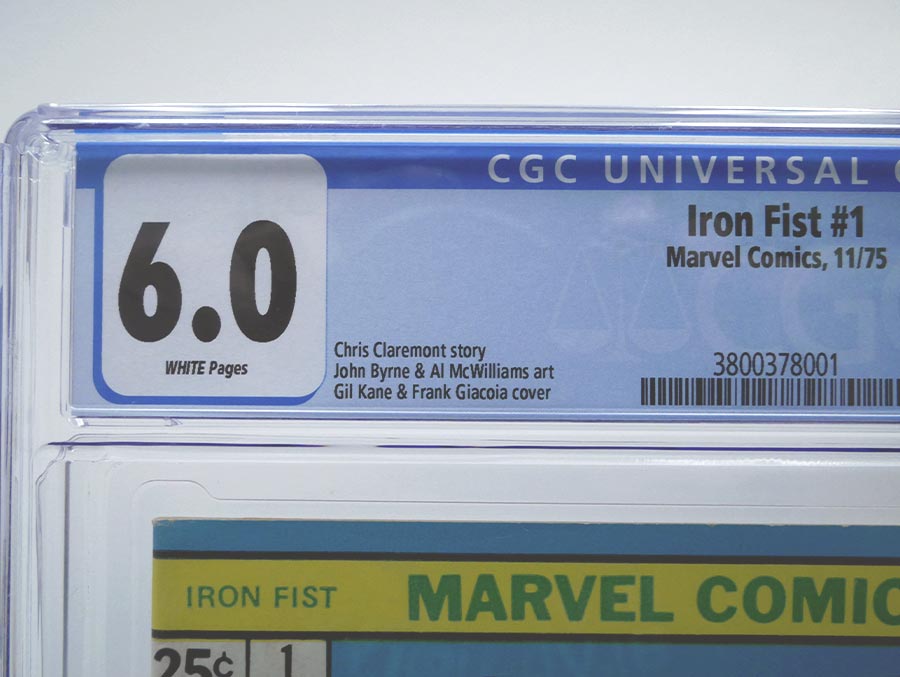 CGC UNIVERSAL
6.0
WHITE Pages
Iron Fist #1
Marvel Comics, 11/75
Chris Claremont story
John Byrne & Al McWilliams art
Gil Kane & Frank Giacoia cover
3800378001
CGC
IRON FIST
MARVEL COMIC
25¢
1